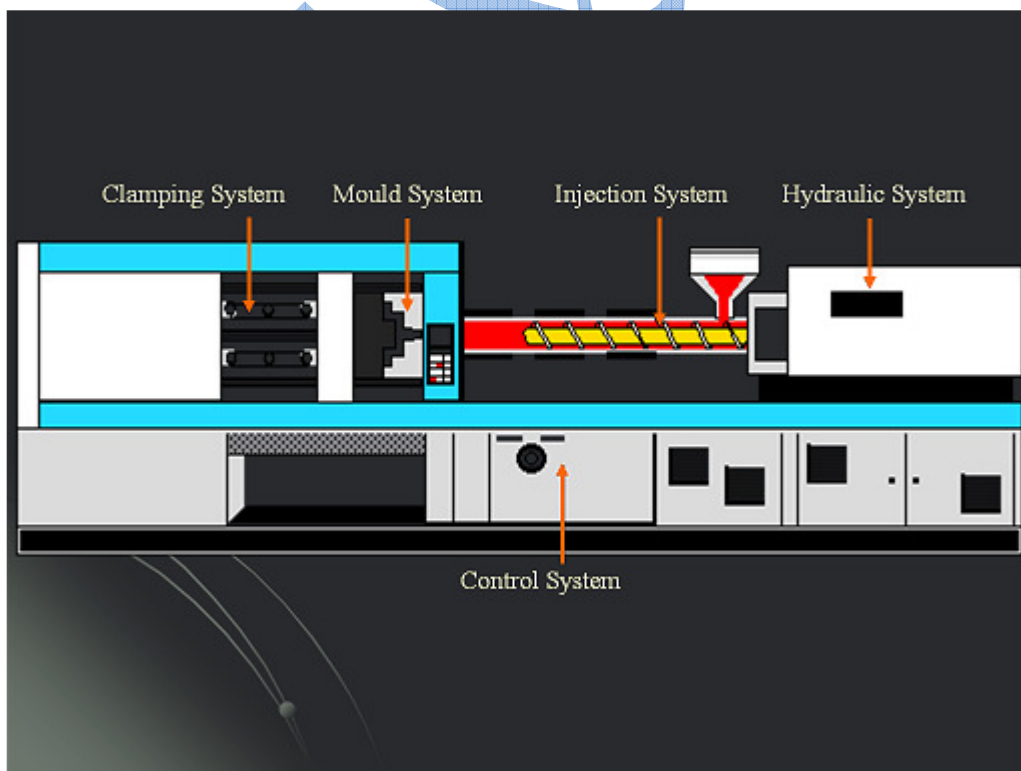 Clamping System
Mould System
Injection System
Hydraulic System
Control System